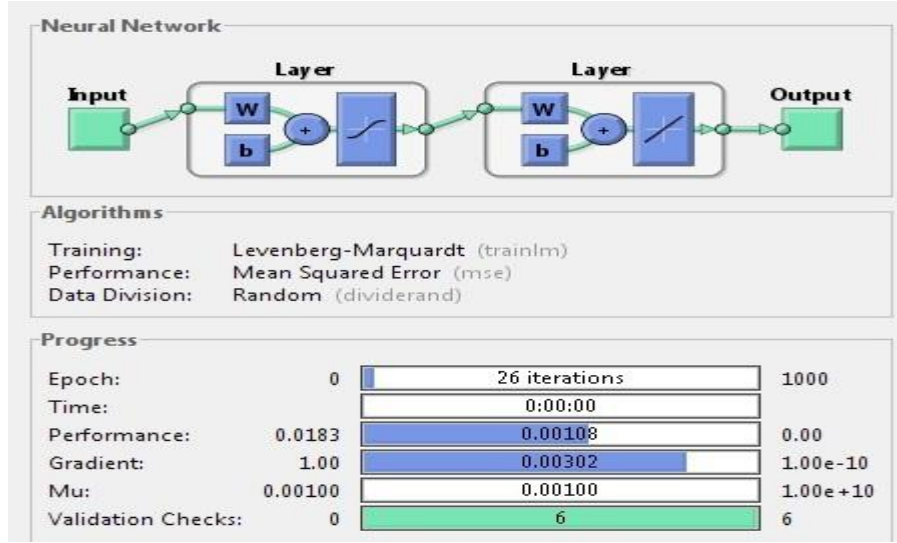 Neural Network
Layer Layer
Input Output
W W
+ +
b b
Algorithms
Training: Levenberg-Marquardt (trainlm)
Performance: Mean Squared Error (mse)
Data Division: Random (dividerand)
Progress
Epoch: 0 26 iterations 1000
Time: 0:00:00
Performance: 0.0183 0.00108 0.00
Gradient: 1.00 0.00302 1.00e-10
Mu: 0.00100 0.00100 1.00e+10
Validation Checks: 0 6 6